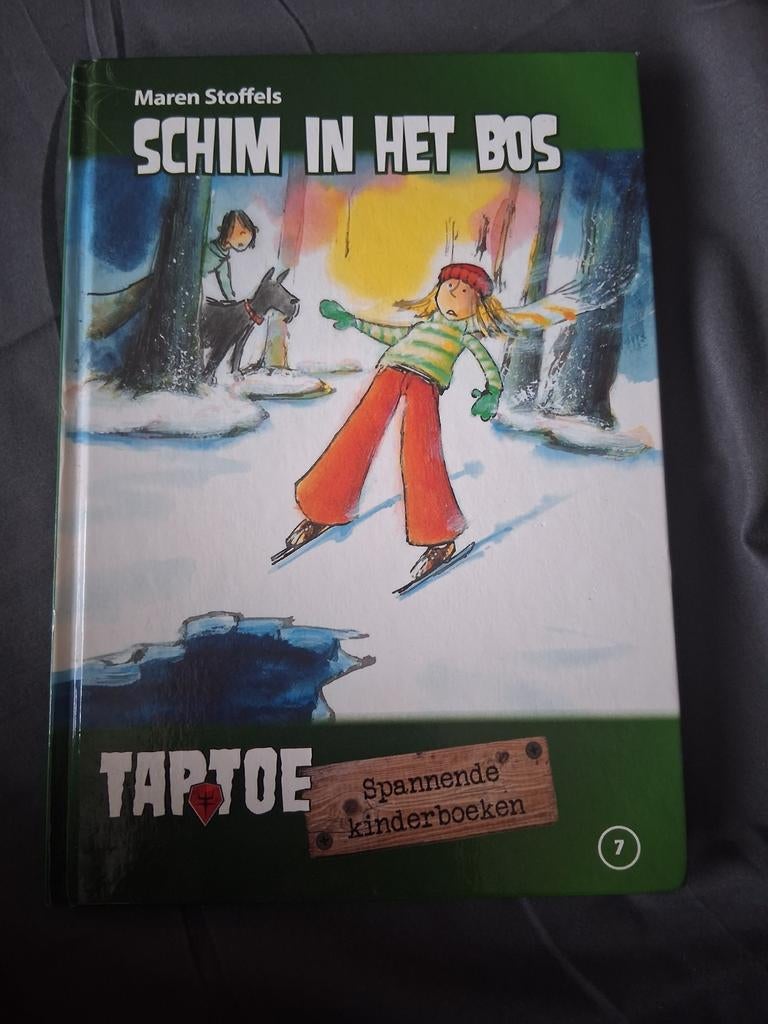 Maren Stoffels
SCHIM IN HET BOS
TAPTOE
Spannende
kinderboeken
7